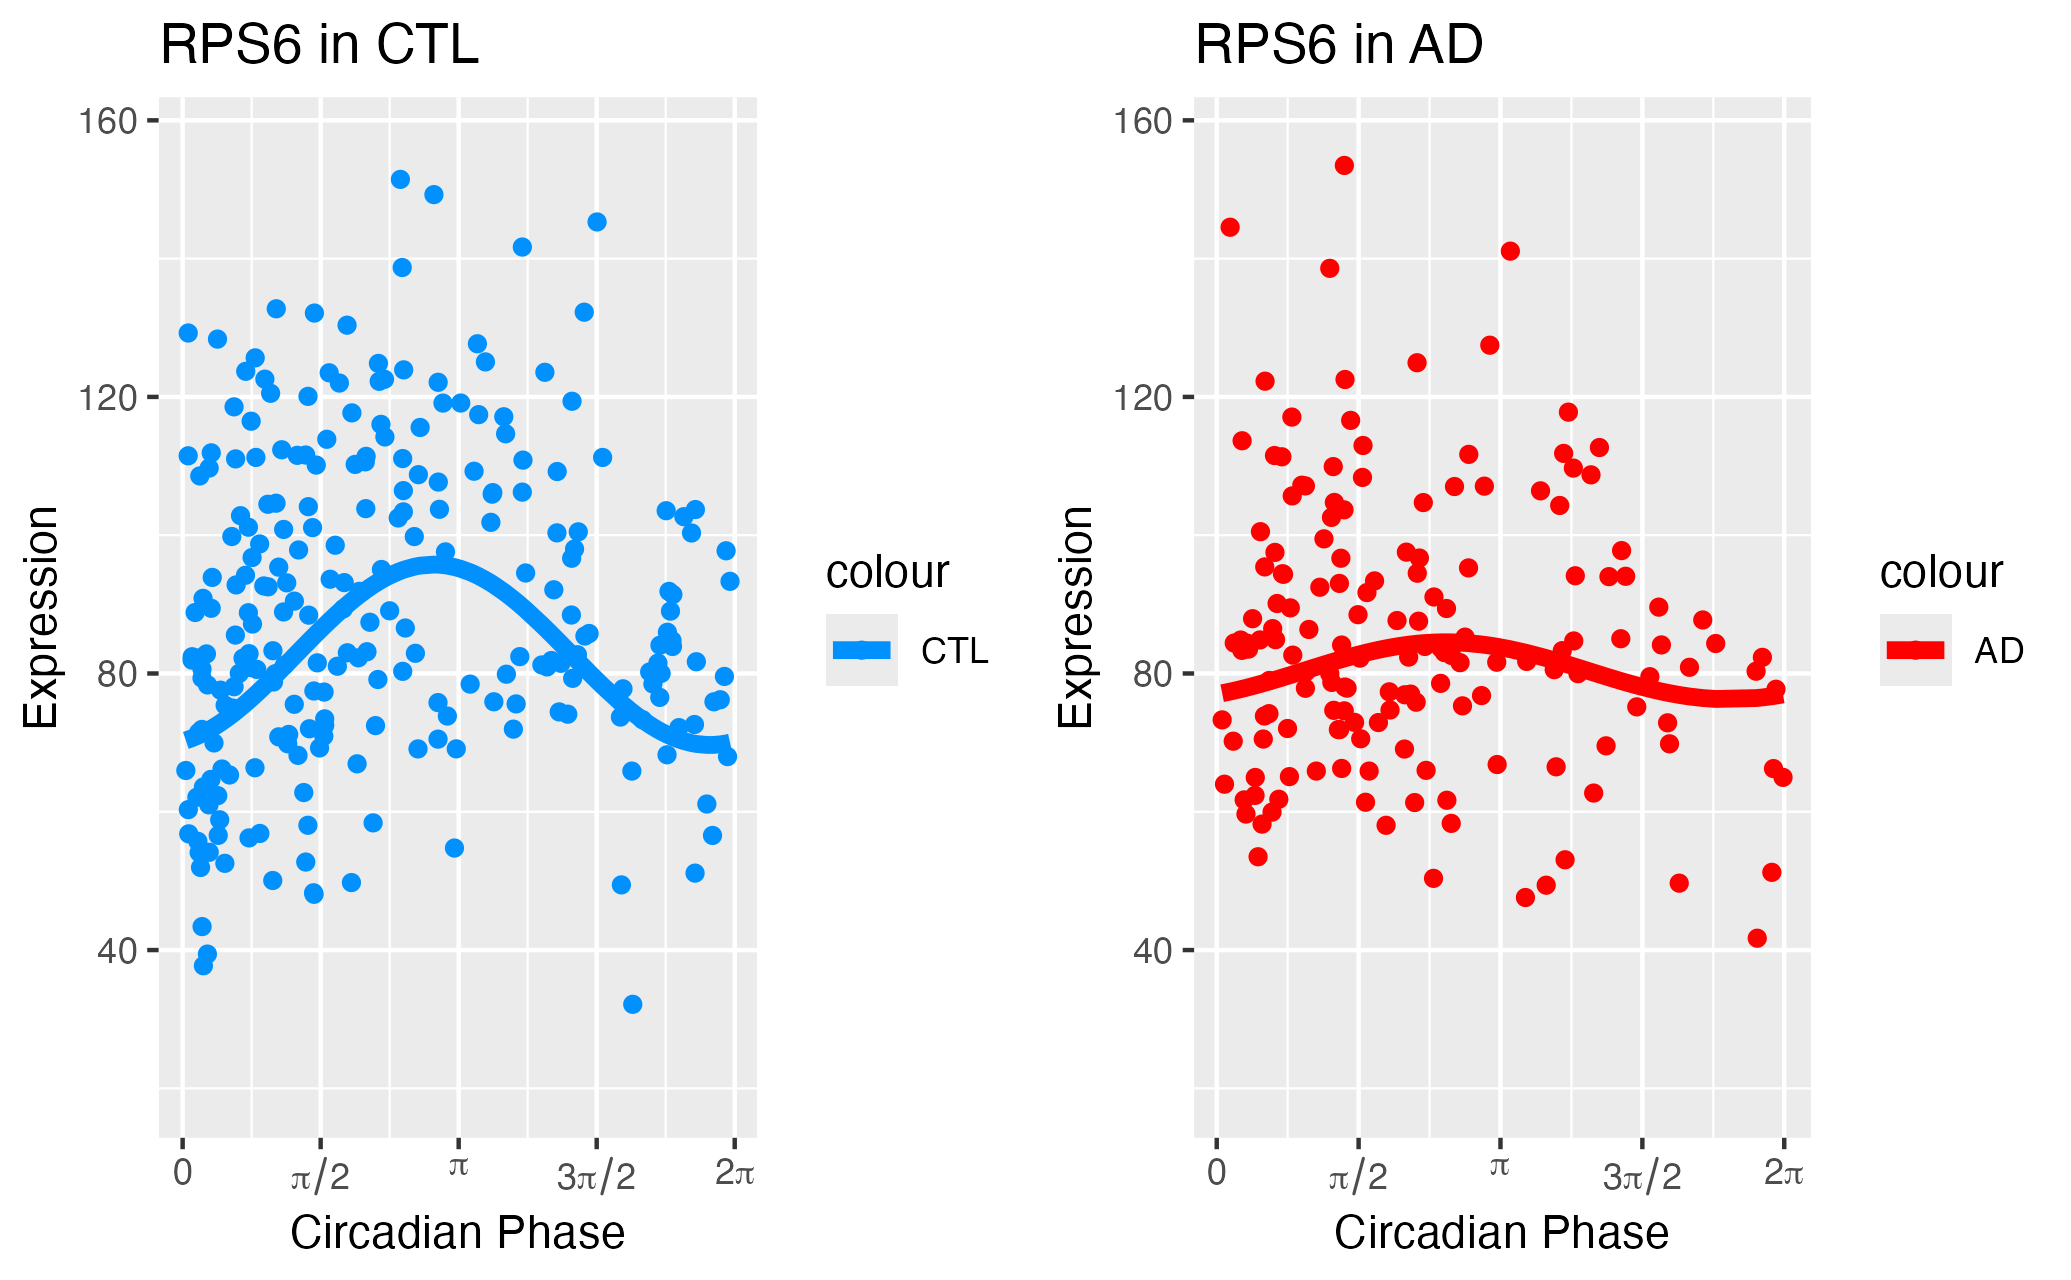 RPS6 in CTL
160
120
80
40
Expression
0 π/2 π 3π/2 2π
Circadian Phase
colour
CTL
RPS6 in AD
160
120
80
40
Expression
0 π/2 π 3π/2 2π
Circadian Phase
colour
AD